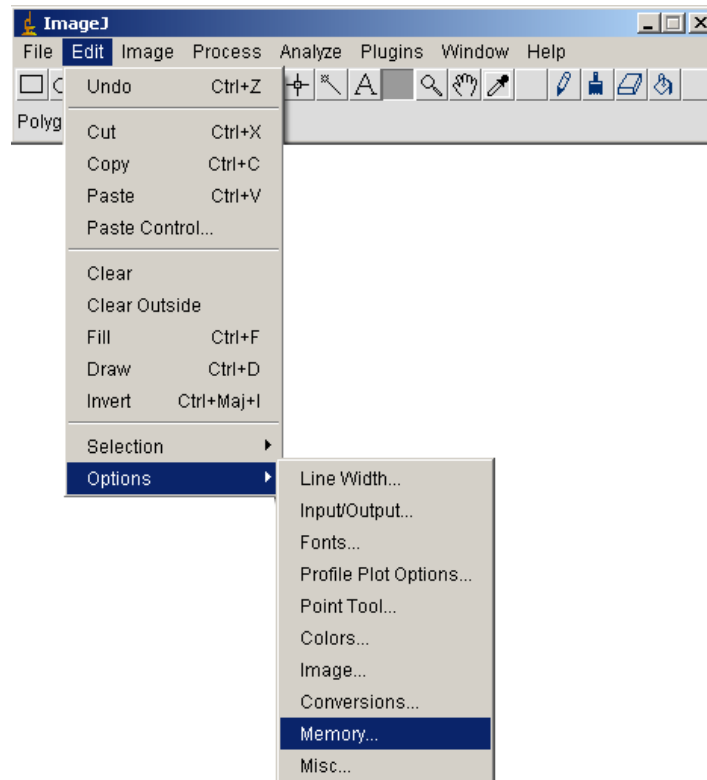 ImageJ
File Edit Image Process Analyze Plugins Window Help
A
Polyg
Undo Ctrl+Z
Cut Ctrl+X
Copy Ctrl+C
Paste Ctrl+V
Paste Control...
Clear
Clear Outside
Fill Ctrl+F
Draw Ctrl+D
Invert Ctrl+Maj+I
Selection
Options
Line Width...
Input/Output...
Fonts...
Profile Plot Options...
Point Tool...
Colors...
Image...
Conversions...
Memory...
Misc...